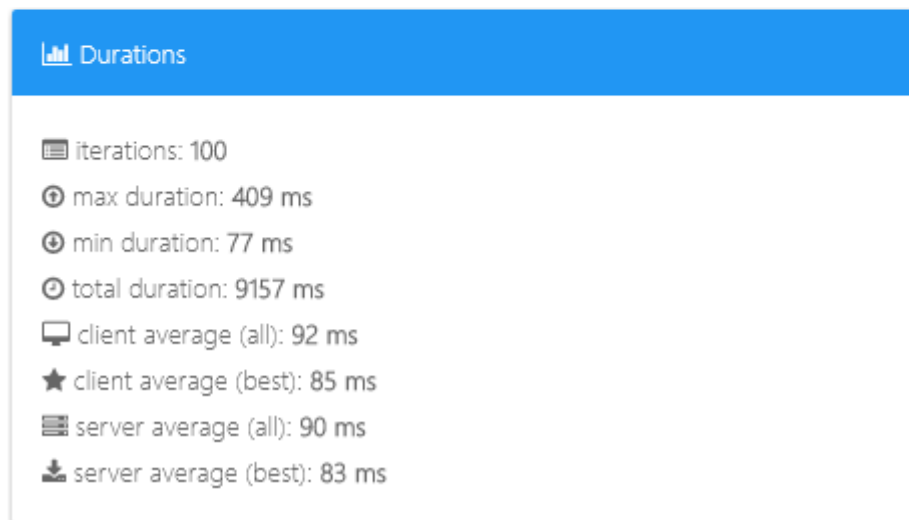 Durations
iterations: 100
max duration: 409 ms
min duration: 77 ms
total duration: 9157 ms
client average (all): 92 ms
client average (best): 85 ms
server average (all): 90 ms
server average (best): 83 ms